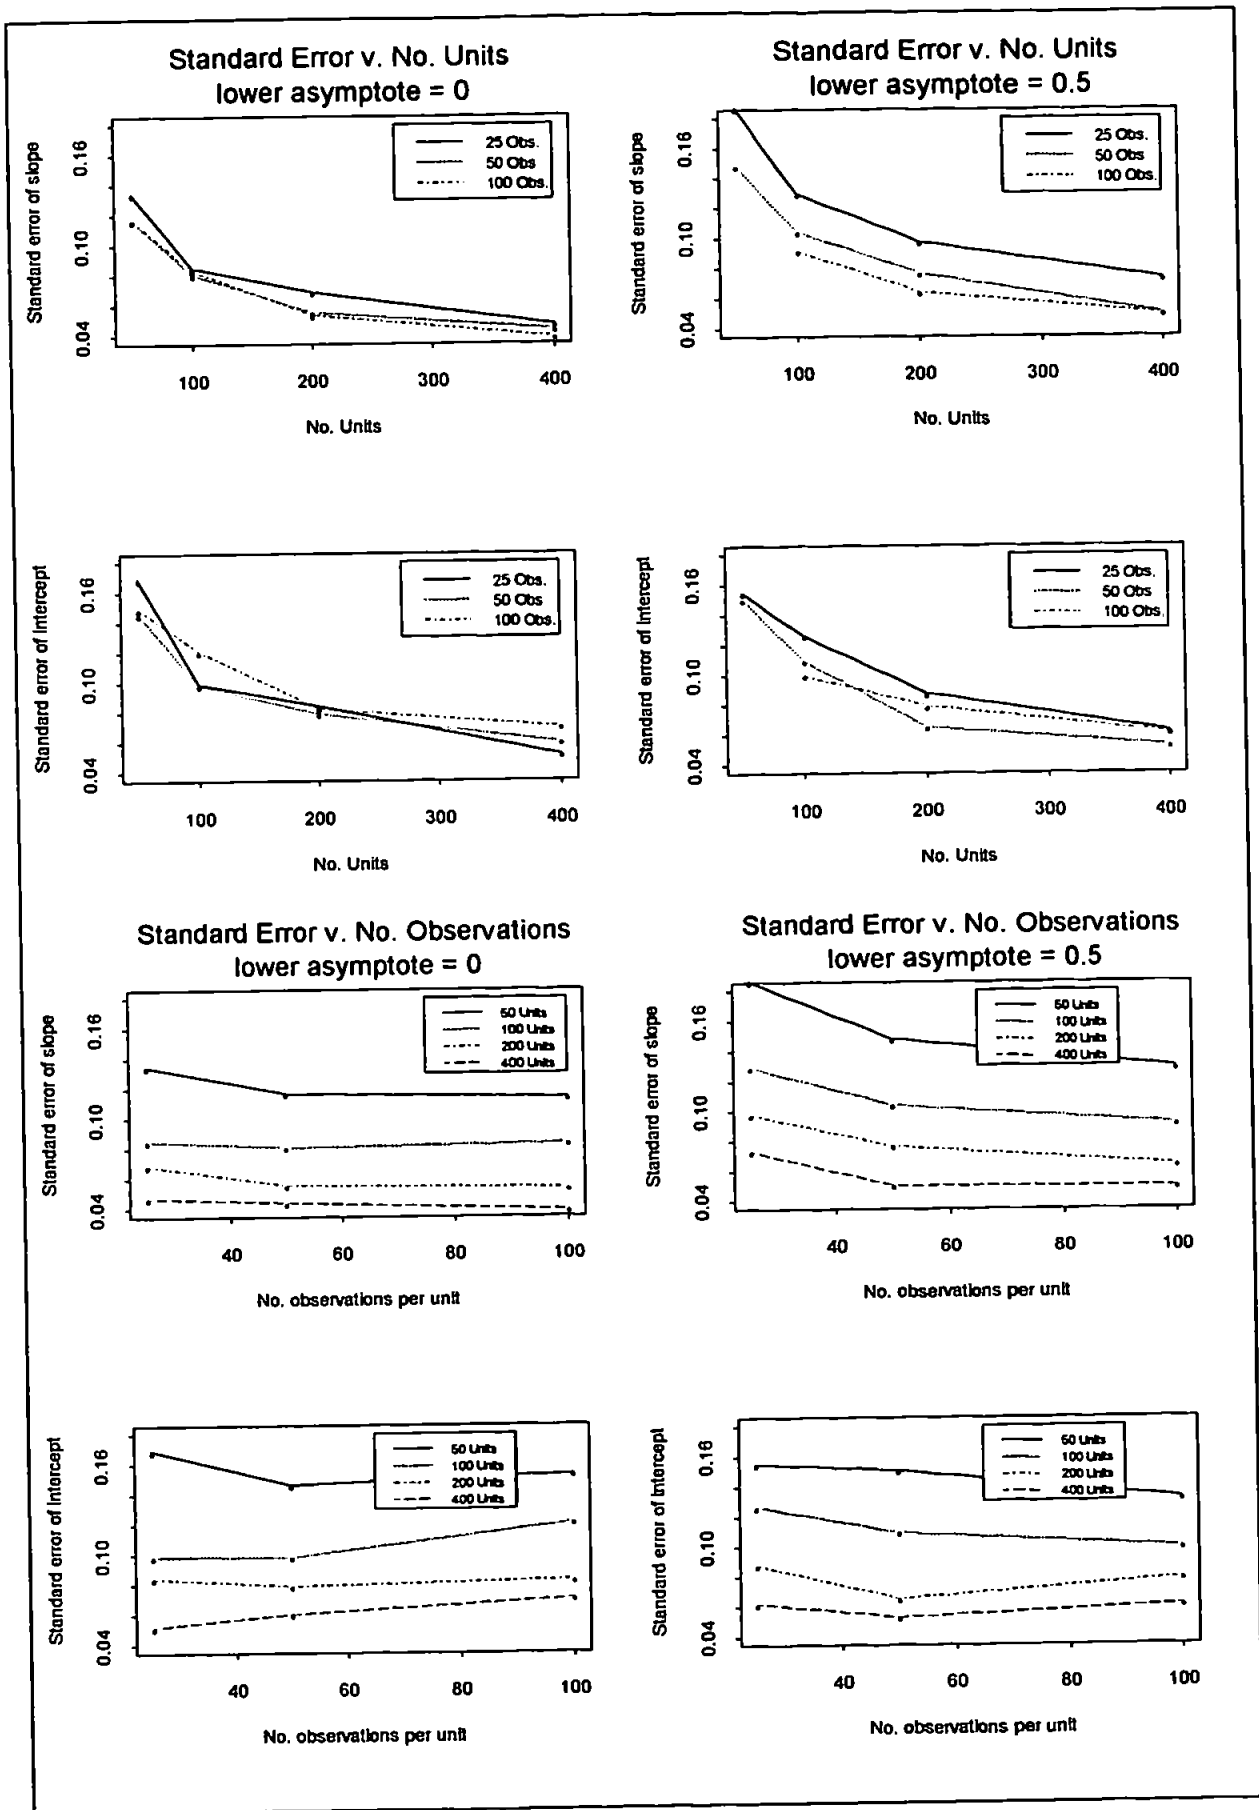 Standard Error v. No. Units
lower asymptote = 0
Standard error of slope
0.16
0.10
0.04
25 Obs.
50 Obs
100 Obs.
100
200
300
400
No. Units
Standard Error v. No. Units
lower asymptote = 0.5
Standard error of slope
0.16
0.10
0.04
25 Obs.
50 Obs
100 Obs.
100
200
300
400
No. Units
Standard error of Intercept
0.16
0.10
0.04
25 Obs.
50 Obs
100 Obs.
100
200
300
400
No. Units
Standard error of Intercept
0.16
0.10
0.04
25 Obs.
50 Obs
100 Obs.
100
200
300
400
No. Units
Standard Error v. No. Observations
lower asymptote = 0
Standard error of slope
0.16
0.10
0.04
50 Units
100 Units
200 Units
400 Units
40
60
80
100
No. observations per unit
Standard Error v. No. Observations
lower asymptote = 0.5
Standard error of slope
0.16
0.10
0.04
50 Units
100 Units
200 Units
400 Units
40
60
80
100
No. observations per unit
Standard error of Intercept
0.16
0.10
0.04
50 Units
100 Units
200 Units
400 Units
40
60
80
100
No. observations per unit
Standard error of Intercept
0.16
0.10
0.04
50 Units
100 Units
200 Units
400 Units
40
60
80
100
No. observations per unit